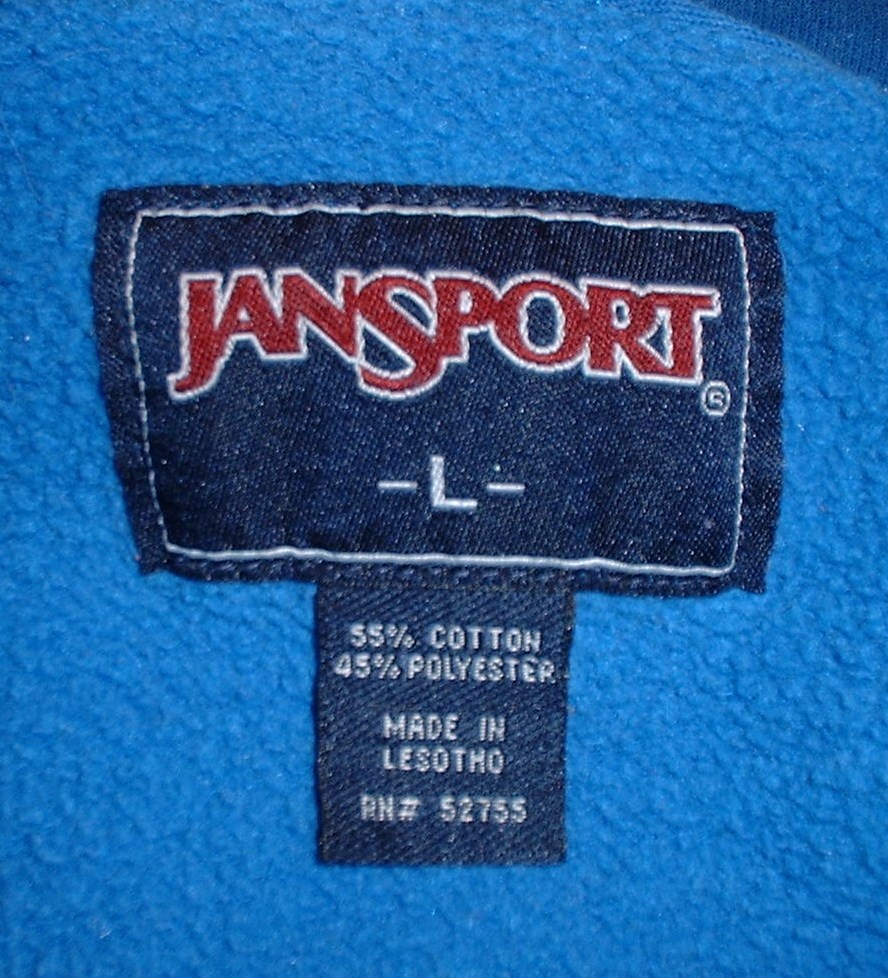 JANSPORT®
-L-
55% COTTON
45% POLYESTER
MADE IN
LESOTHO
RN# 52755